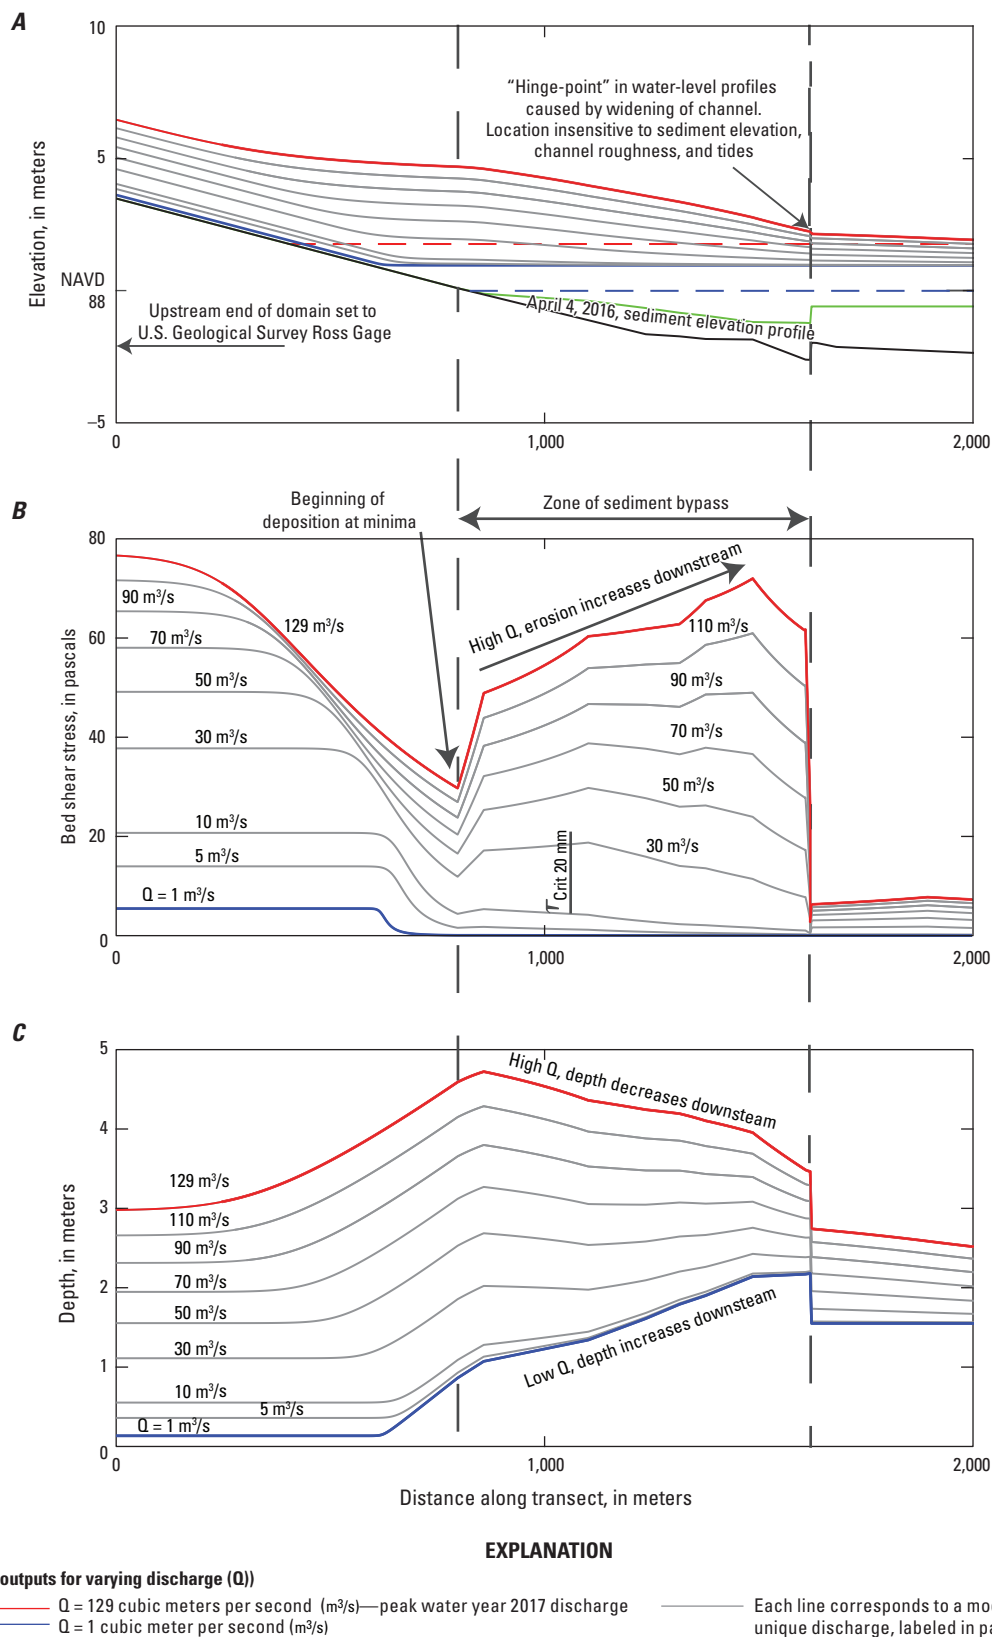 A
10
5
NAVD
88
–5
Elevation, in meters
"Hinge-point" in water-level profiles
caused by widening of channel.
Location insensitive to sediment elevation,
channel roughness, and tides
Upstream end of domain set to
U.S. Geological Survey Ross Gage
April 4, 2016, sediment elevation profile
0
1,000
2,000
B
Beginning of
deposition at minima
Zone of sediment bypass
80
60
40
20
0
Bed shear stress, in pascals
High Q, erosion increases downstream
90 m³/s
129 m³/s
70 m³/s
50 m³/s
30 m³/s
10 m³/s
5 m³/s
Q = 1 m³/s
110 m³/s
90 m³/s
70 m³/s
50 m³/s
30 m³/s
τCrit 20 mm
0
1,000
2,000
C
5
4
3
2
1
0
Depth, in meters
High Q, depth decreases downsteam
129 m³/s
110 m³/s
90 m³/s
70 m³/s
50 m³/s
30 m³/s
10 m³/s
5 m³/s
Q = 1 m³/s
Low Q, depth increases downsteam
0
1,000
2,000
Distance along transect, in meters
EXPLANATION
outputs for varying discharge (Q))
Q = 129 cubic meters per second (m³/s)—peak water year 2017 discharge
Q = 1 cubic meter per second (m³/s)
Each line corresponds to a mo
unique discharge, labeled in pa